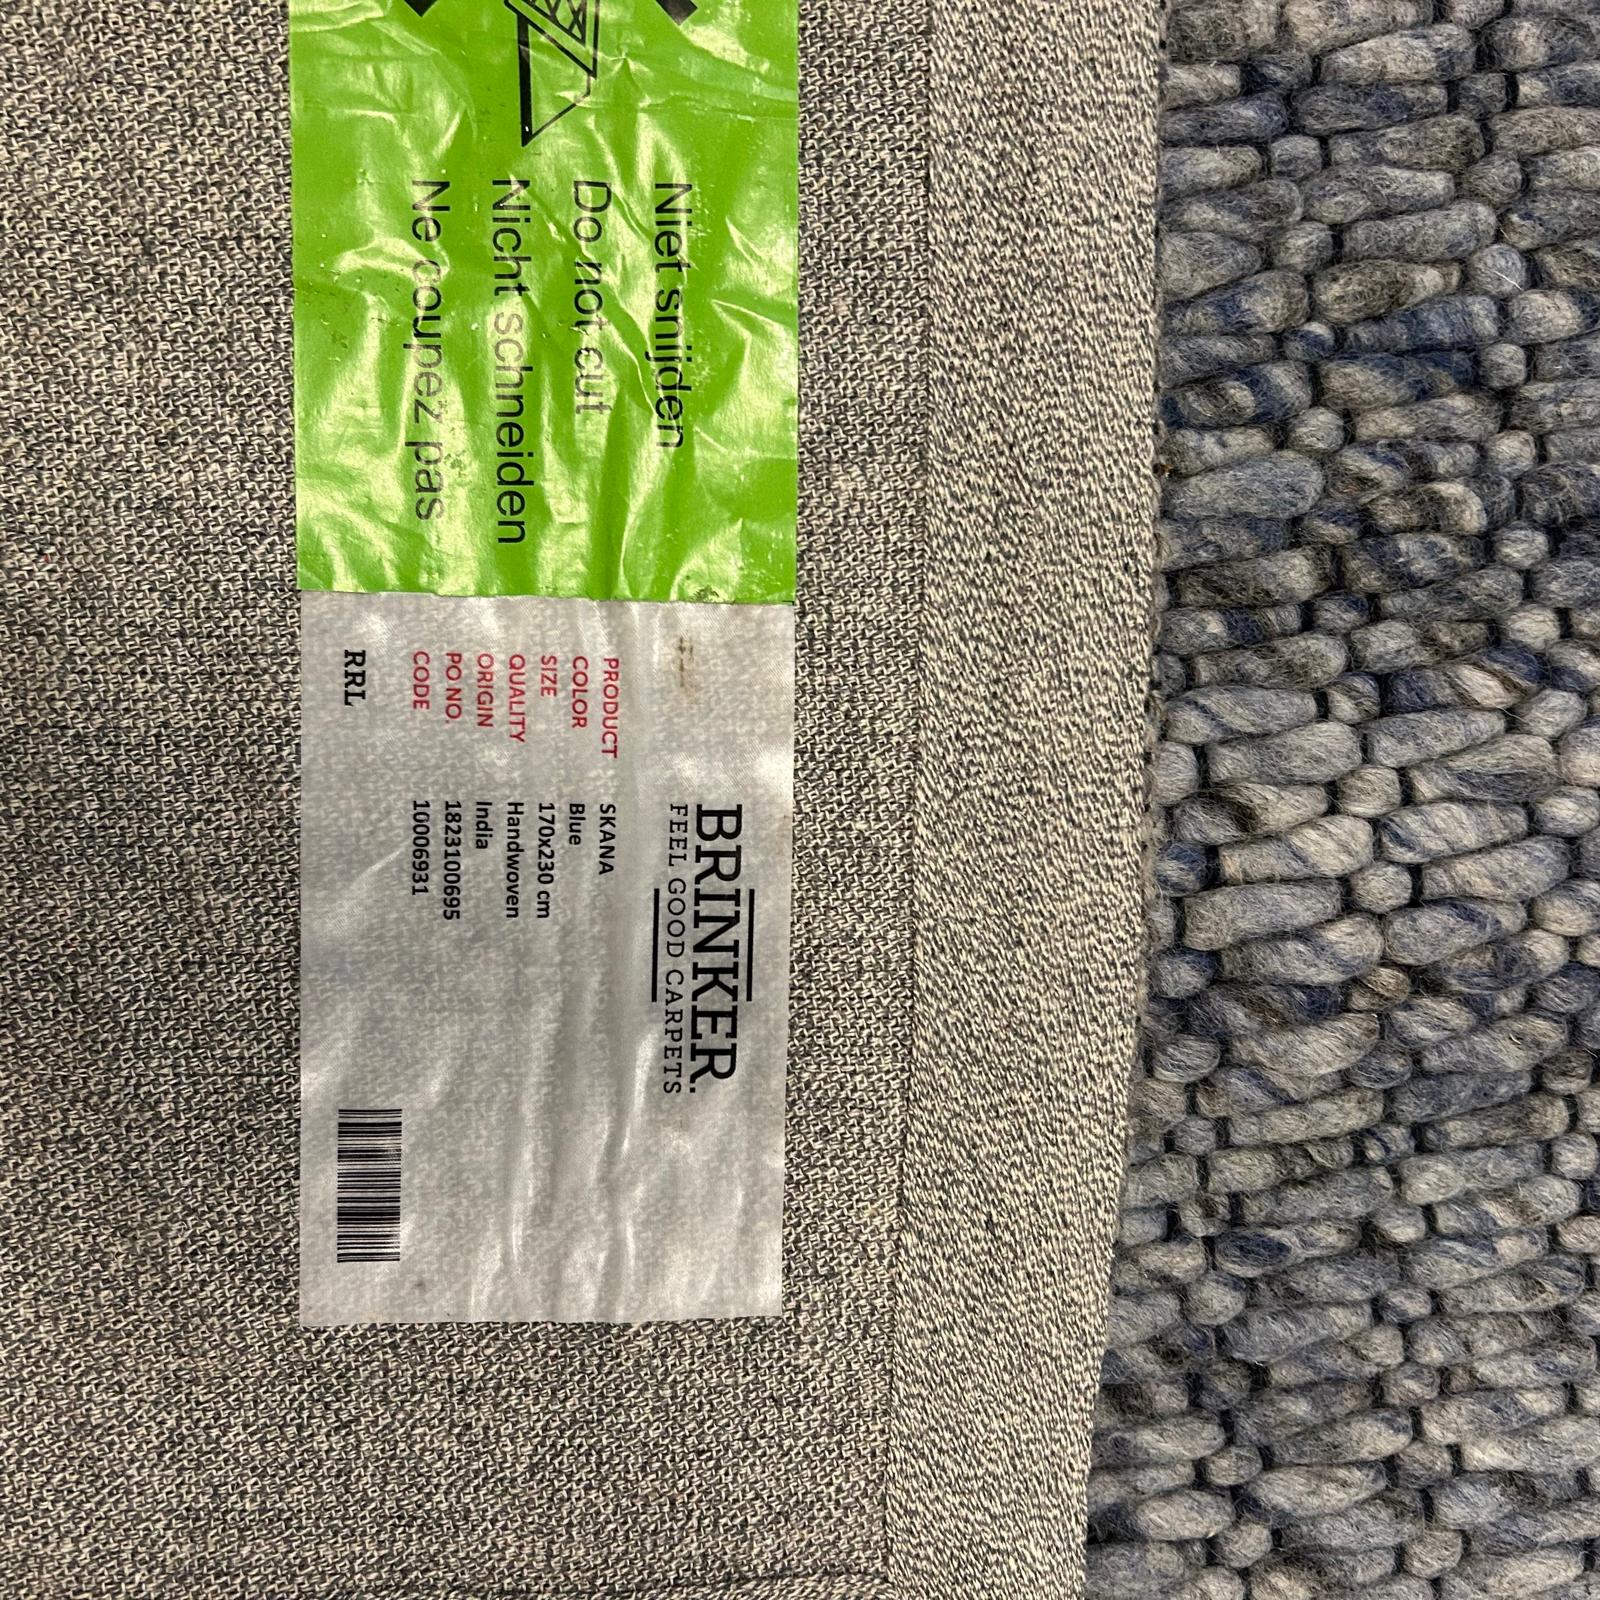 Niet snijden
Do not cut
Nicht schneiden
Ne coupez pas
BRINKER.
FEEL GOOD CARPETS
PRODUCT SKANA
COLOR Blue
SIZE 170x230 cm
QUALITY Handwoven
ORIGIN India
PO NO. 1823100695
CODE 10006931
RRL